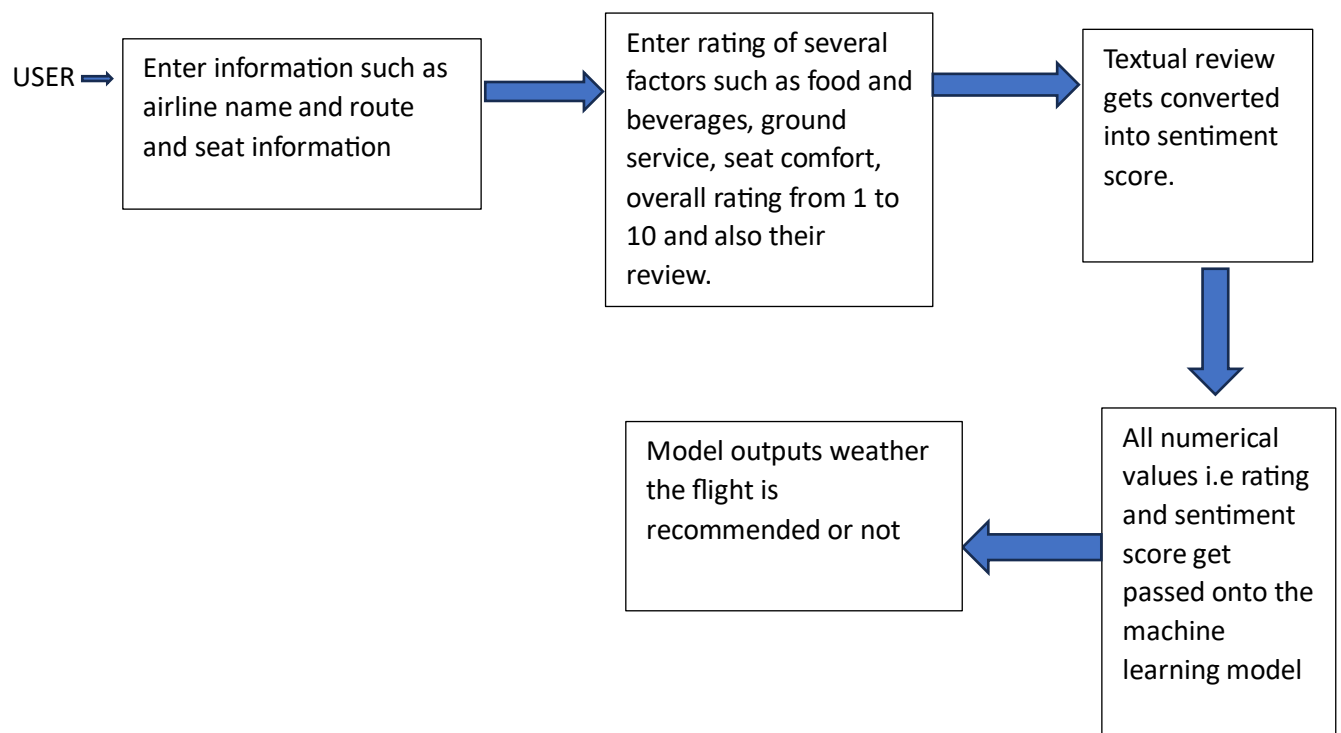 USER
Enter information such as
airline name and route
and seat information
Enter rating of several
factors such as food and
beverages, ground
service, seat comfort,
overall rating from 1 to
10 and also their
review.
Textual review
gets converted
into sentiment
score.
All numerical
values i.e rating
and sentiment
score get
passed onto the
machine
learning model
Model outputs weather
the flight is
recommended or not